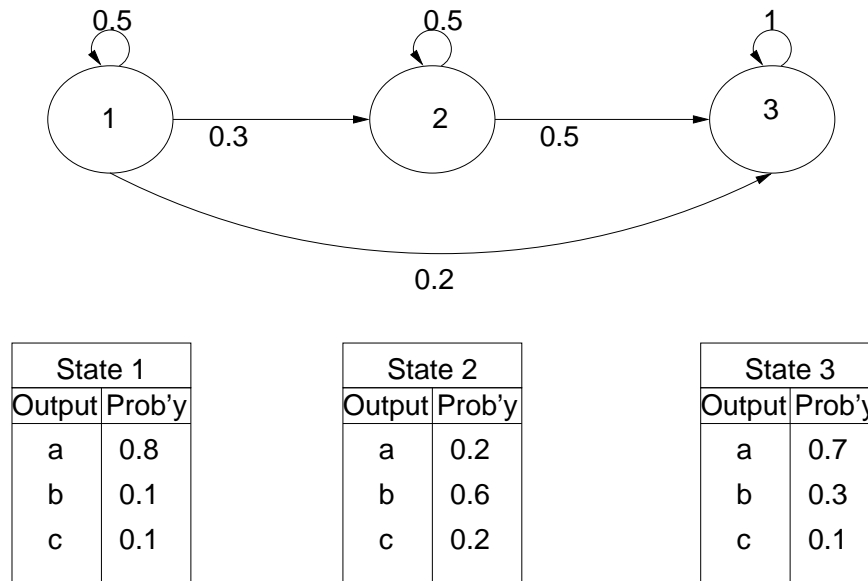 0.5 0.5 1
1 2 3
0.3 0.5
0.2
State 1 State 2 State 3
Output Prob'y Output Prob'y Output Prob'y
a 0.8 a 0.2 a 0.7
b 0.1 b 0.6 b 0.3
c 0.1 c 0.2 c 0.1